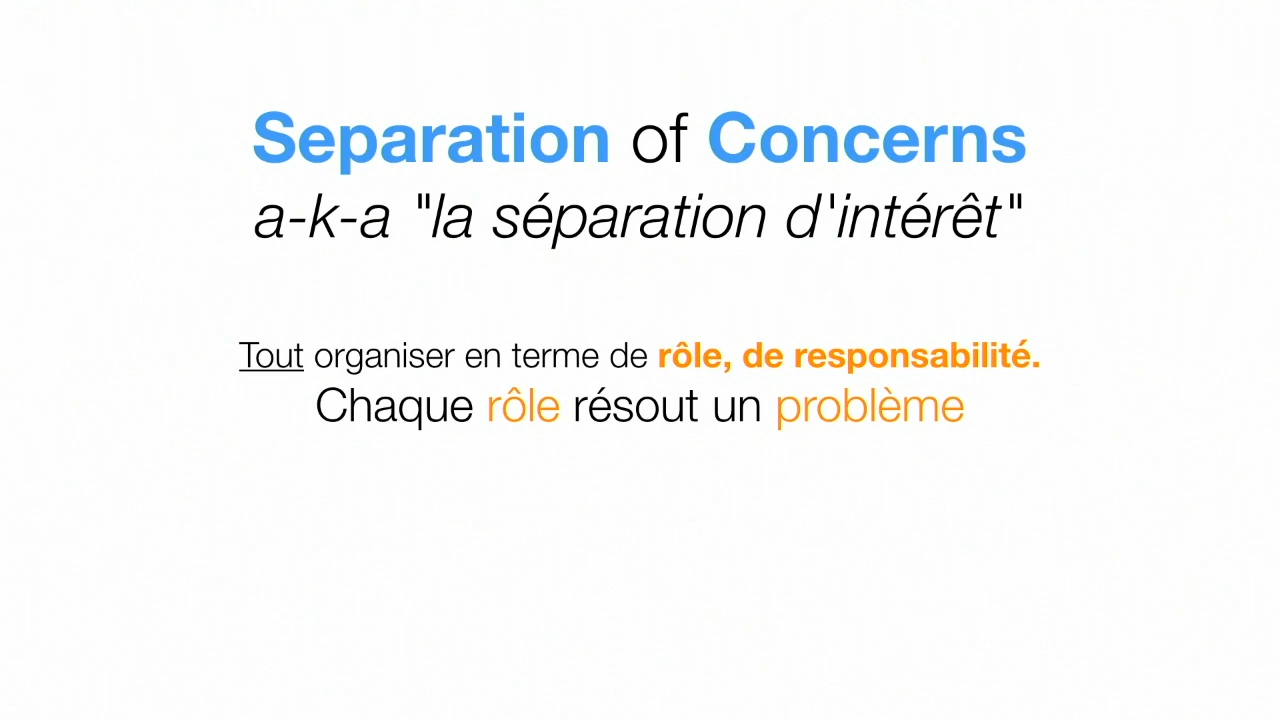 Separation of Concerns
a-k-a "la séparation d'intérêt"
Tout organiser en terme de rôle, de responsabilité.
Chaque rôle résout un problème